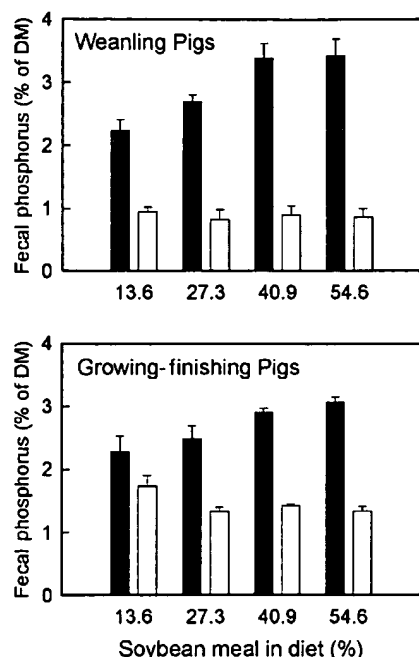 Weanling Pigs
Fecal phosphorus (% of DM)
4
3
2
1
0
13.6 27.3 40.9 54.6
Growing-finishing Pigs
Fecal phosphorus (% of DM)
4
3
2
1
0
13.6 27.3 40.9 54.6
Soybean meal in diet (%)